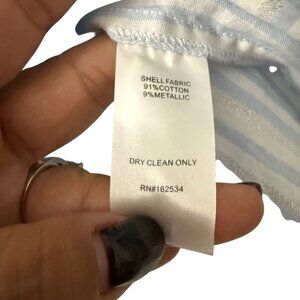 SHELL FABRIC
91%COTTON
9%METALLIC
DRY CLEAN ONLY
RN#162534